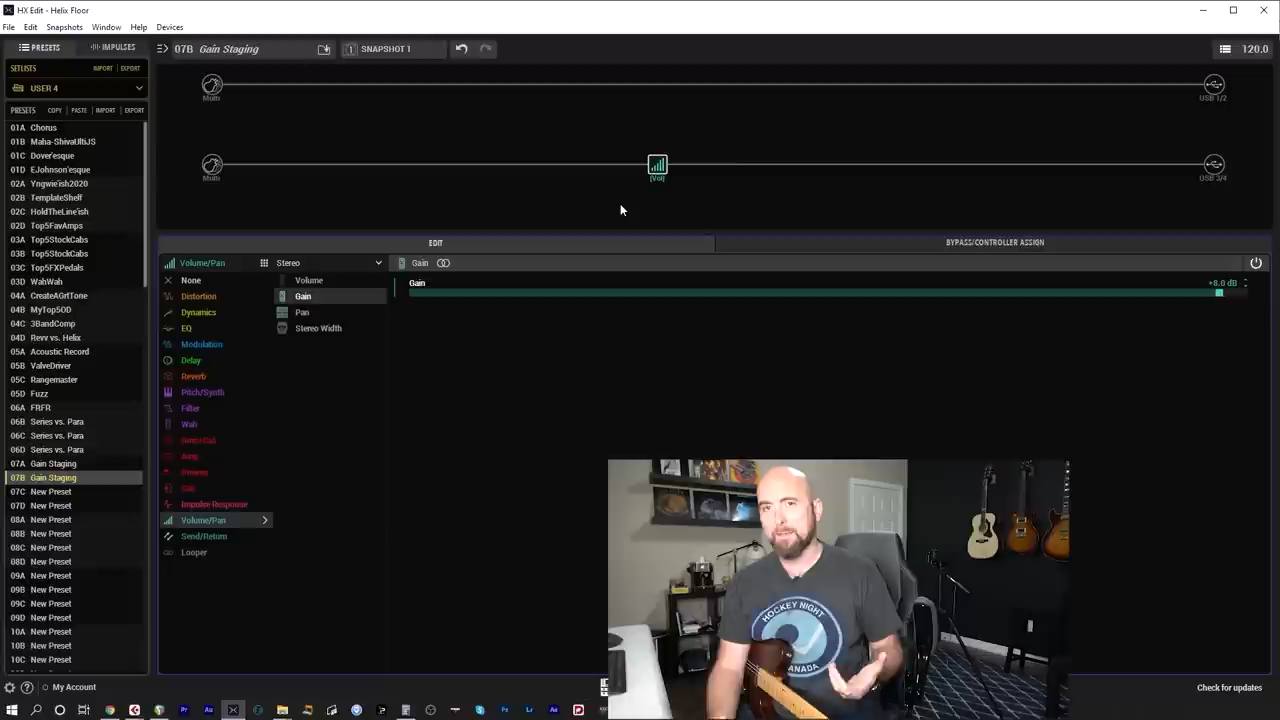 HX Edit - Helix Floor
File Edit Snapshots Window Help Devices
PRESETS IMPULSES
07B Gain Staging
1 SNAPSHOT 1
120.0
SETLISTS IMPORT EXPORT
USER 4
PRESETS COPY PASTE IMPORT EXPORT
01A Chorus
01B Maha-ShivaUltiJS
01C Dover'esque
01D EJohnson'esque
02A Yngwie'ish2020
02B TemplateShelf
02C HoldTheLine'ish
02D Top5FavAmps
03A Top5StockCabs
03B Top5StockCabs
03C Top5FXPedals
03D WahWah
04A CreateAGrtTone
04B MyTop5OD
04C 3BandComp
04D Revv vs. Helix
05A Acoustic Record
05B ValveDriver
05C Rangemaster
05D Fuzz
06A FRFR
06B Series vs. Para
06C Series vs. Para
06D Series vs. Para
07A Gain Staging
07B Gain Staging
07C New Preset
07D New Preset
08A New Preset
08B New Preset
08C New Preset
08D New Preset
09A New Preset
09B New Preset
09C New Preset
09D New Preset
10A New Preset
10B New Preset
10C New Preset
My Account
Multi
USB 1/2
Multi
[Vol]
USB 3/4
EDIT
BYPASS/CONTROLLER ASSIGN
Volume/Pan
Stereo
Gain
None
Distortion
Dynamics
EQ
Modulation
Delay
Reverb
Pitch/Synth
Filter
Wah
Amp+Cab
Amp
Preamp
Cab
Impulse Response
Volume/Pan
Send/Return
Looper
Volume
Gain
Pan
Stereo Width
Gain
+8.0 dB
HOCKEY NIGHT
CANADA
Check for updates